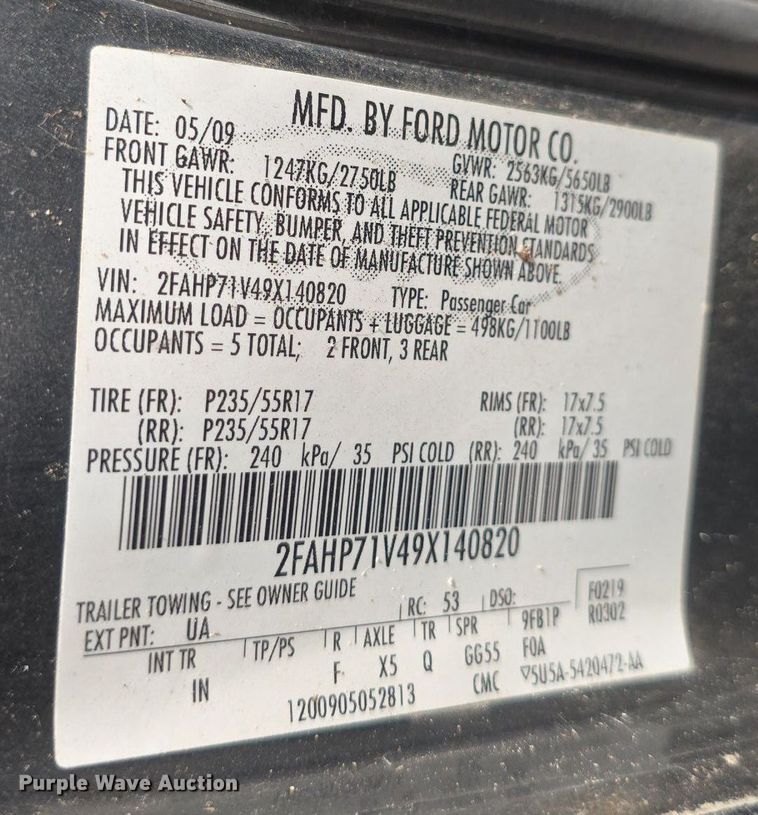 MFD. BY FORD MOTOR CO.
DATE: 05/09 GVWR: 2563KG/5650LB
FRONT GAWR: 1247KG/2750LB REAR GAWR: 1315KG/2900LB
THIS VEHICLE CONFORMS TO ALL APPLICABLE FEDERAL MOTOR
VEHICLE SAFETY, BUMPER, AND THEFT PREVENTION STANDARDS
IN EFFECT ON THE DATE OF MANUFACTURE SHOWN ABOVE.
VIN: 2FAHP71V49X140820 TYPE: Passenger Car
MAXIMUM LOAD = OCCUPANTS + LUGGAGE = 498KG/1100LB
OCCUPANTS = 5 TOTAL; 2 FRONT, 3 REAR
TIRE (FR): P235/55R17 RIMS (FR): 17x7.5
(RR): P235/55R17 (RR): 17x7.5
PRESSURE (FR): 240 kPa/ 35 PSI COLD (RR): 240 kPa/ 35 PSI COLD
2FAHP71V49X140820
TRAILER TOWING - SEE OWNER GUIDE
EXT PNT: UA RC: 53 DSO: F0219
INT TR TP/PS R AXLE TR SPR 9FB1P R0302
IN F X5 Q GG55 FOA
1200905052813 CMC ▽5U5A-5420472-AA
Purple Wave Auction